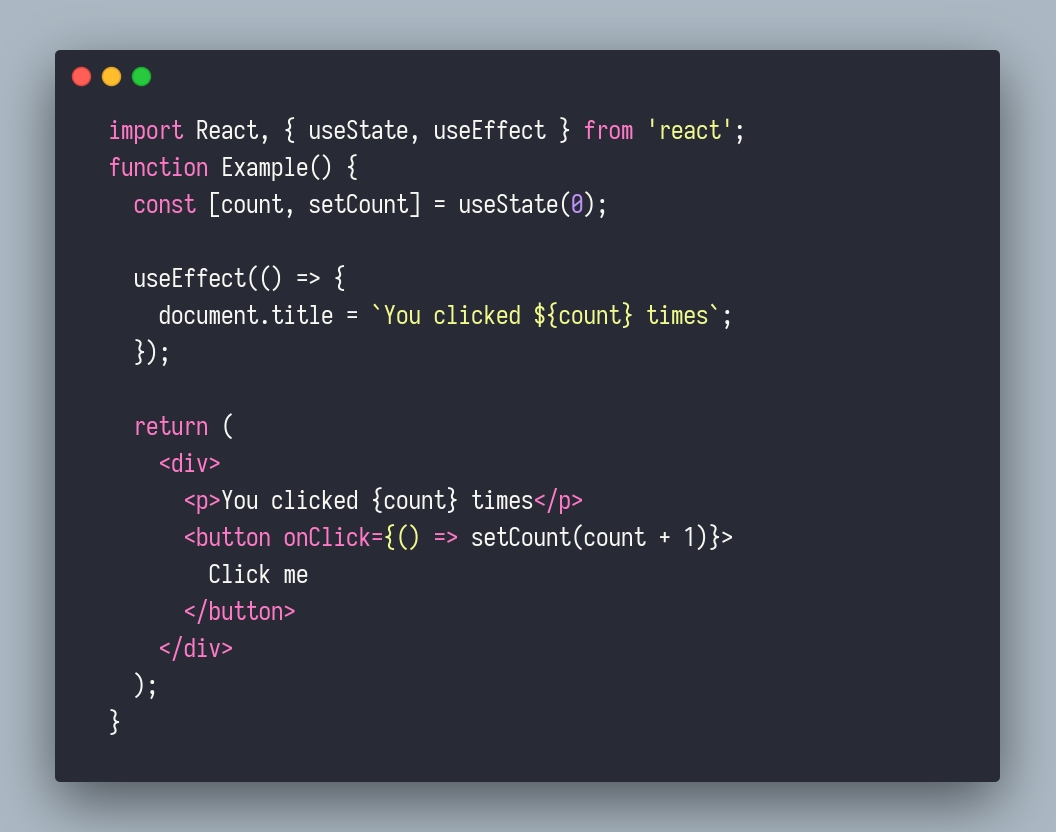 import React, { useState, useEffect } from 'react';
function Example() {
  const [count, setCount] = useState(0);

  useEffect(() => {
    document.title = `You clicked ${count} times`;
  });

  return (
    <div>
      <p>You clicked {count} times</p>
      <button onClick={() => setCount(count + 1)}>
        Click me
      </button>
    </div>
  );
}